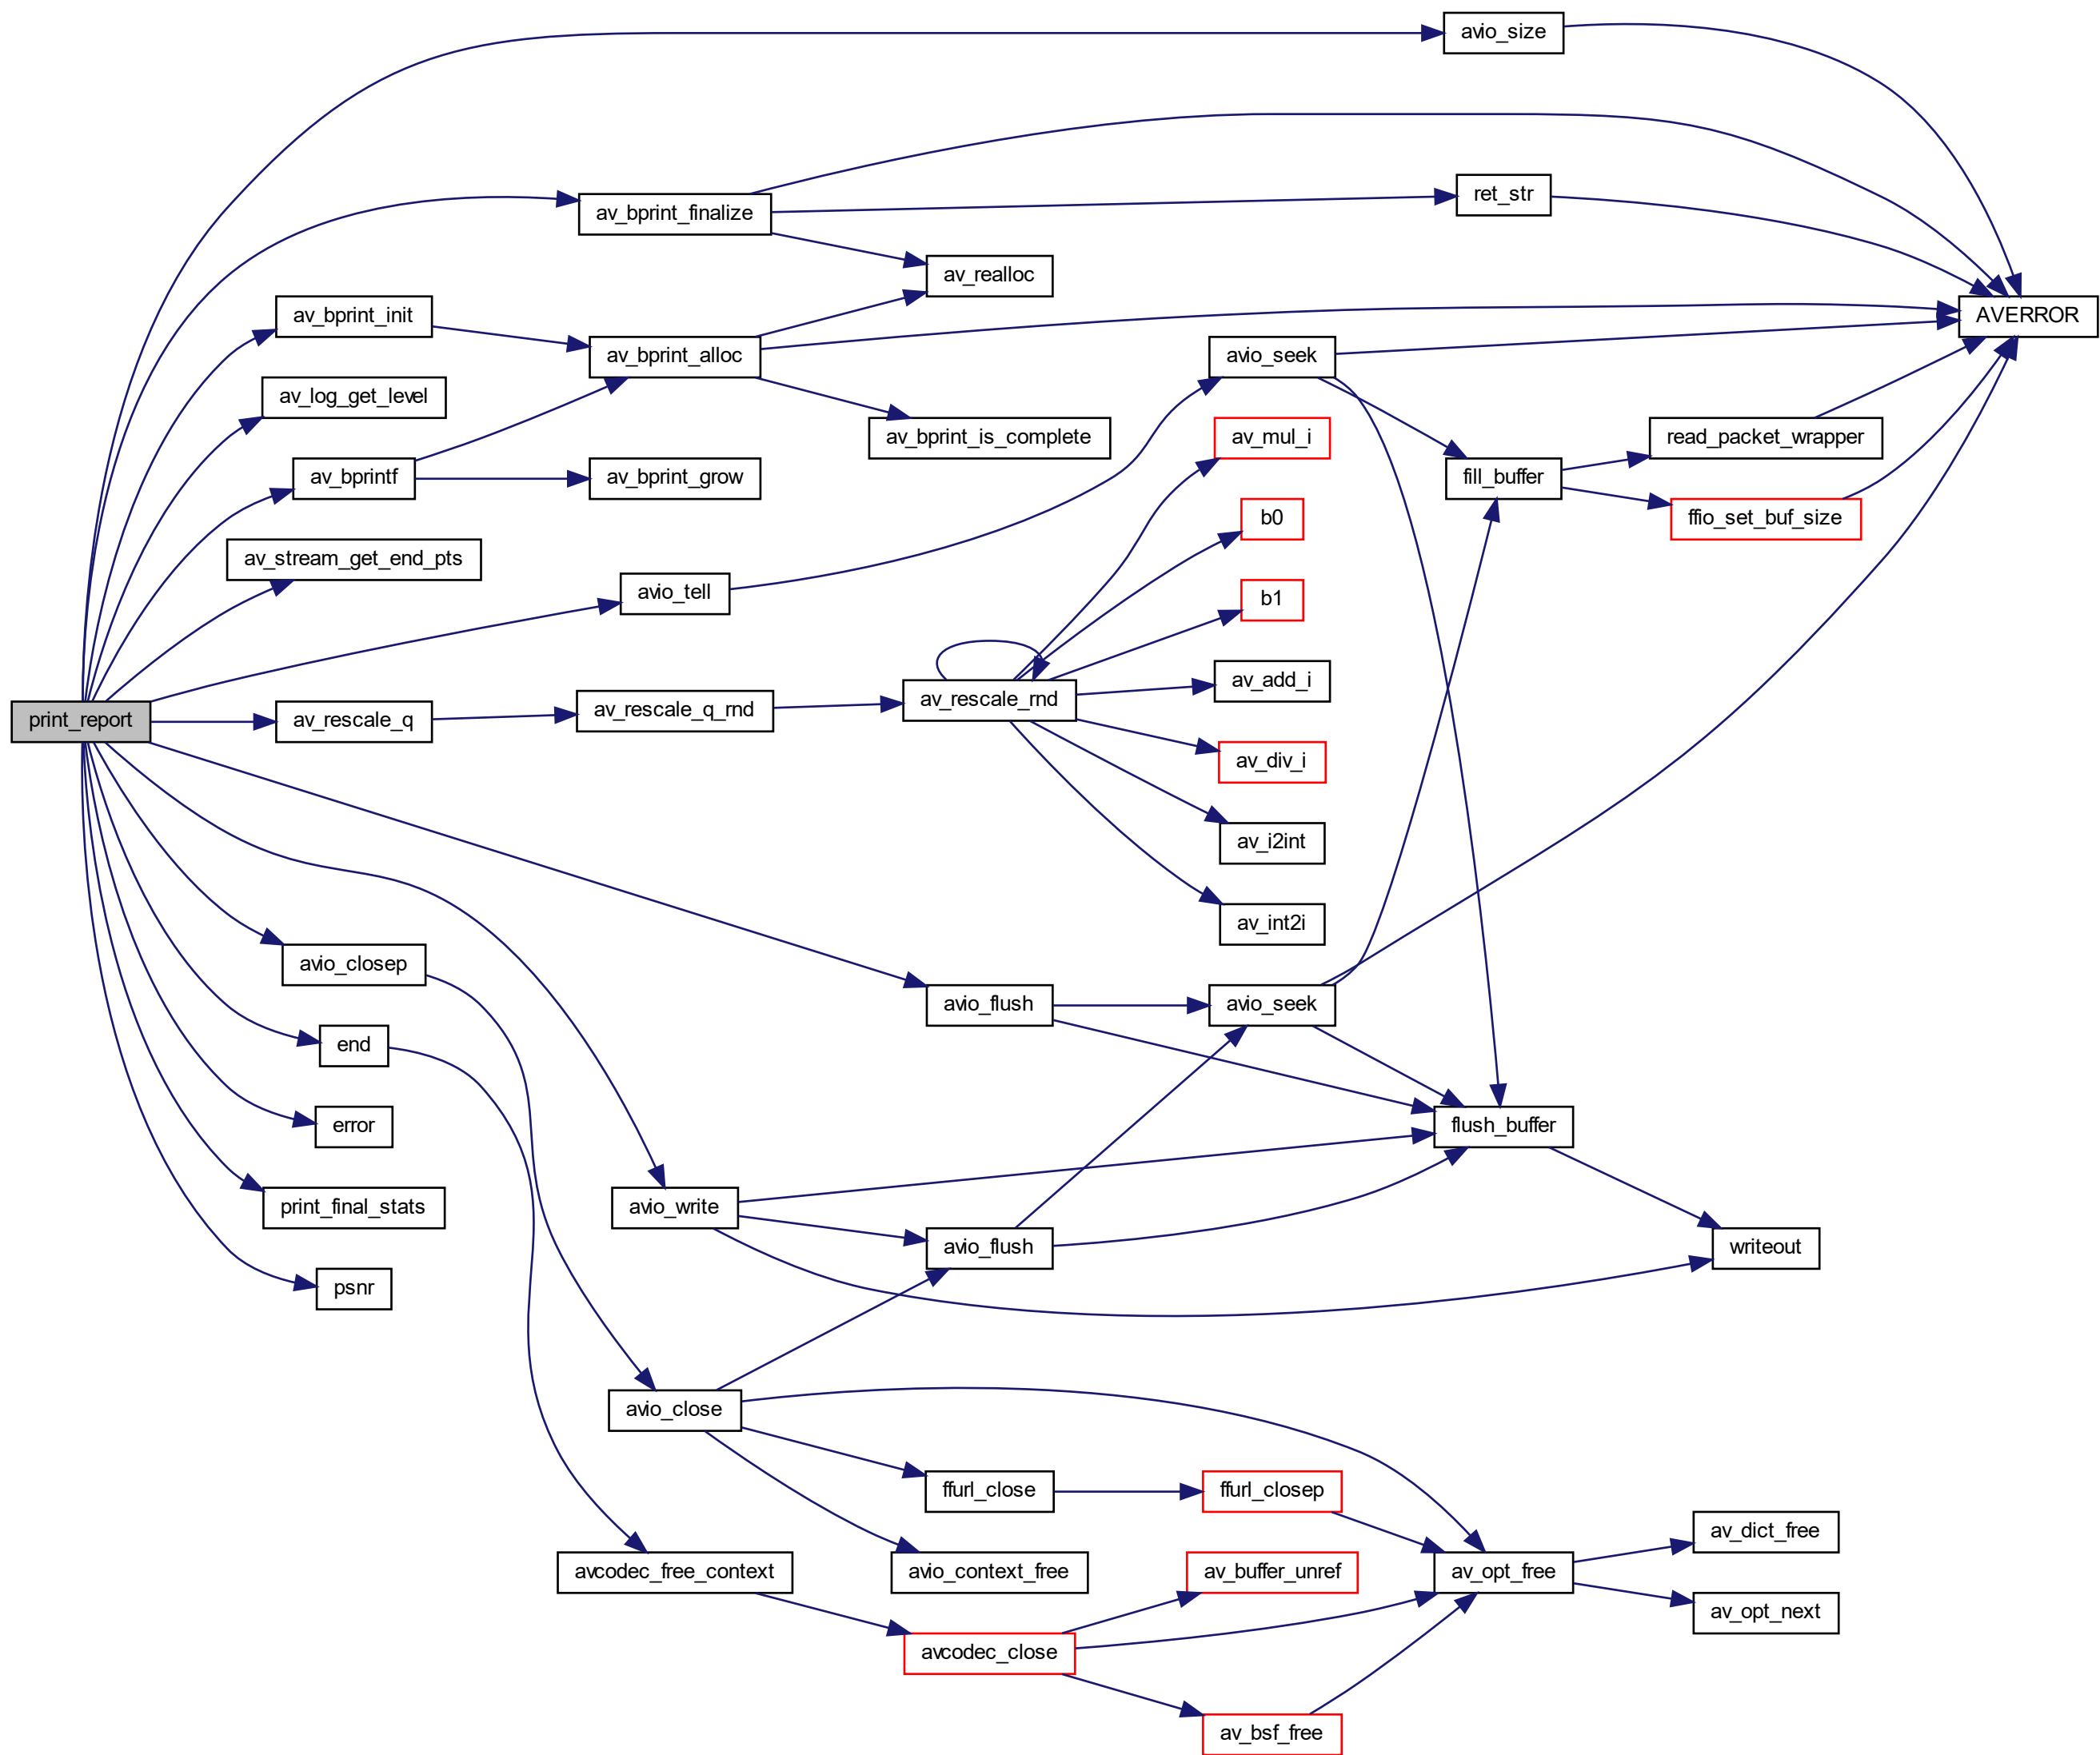 avio_size
av_bprint_finalize
ret_str
av_realloc
av_bprint_init
AVERROR
av_bprint_alloc
avio_seek
av_log_get_level
av_mul_i
av_bprint_is_complete
read_packet_wrapper
av_bprintf
av_bprint_grow
fill_buffer
b0
ffio_set_buf_size
av_stream_get_end_pts
avio_tell
b1
av_add_i
print_report
av_rescale_q
av_rescale_q_rnd
av_rescale_rnd
av_div_i
av_i2int
av_int2i
avio_closep
avio_flush
avio_seek
end
error
flush_buffer
print_final_stats
avio_write
avio_flush
writeout
psnr
avio_close
ffurl_close
ffurl_closep
av_dict_free
avcodec_free_context
avio_context_free
av_buffer_unref
av_opt_free
av_opt_next
avcodec_close
av_bsf_free